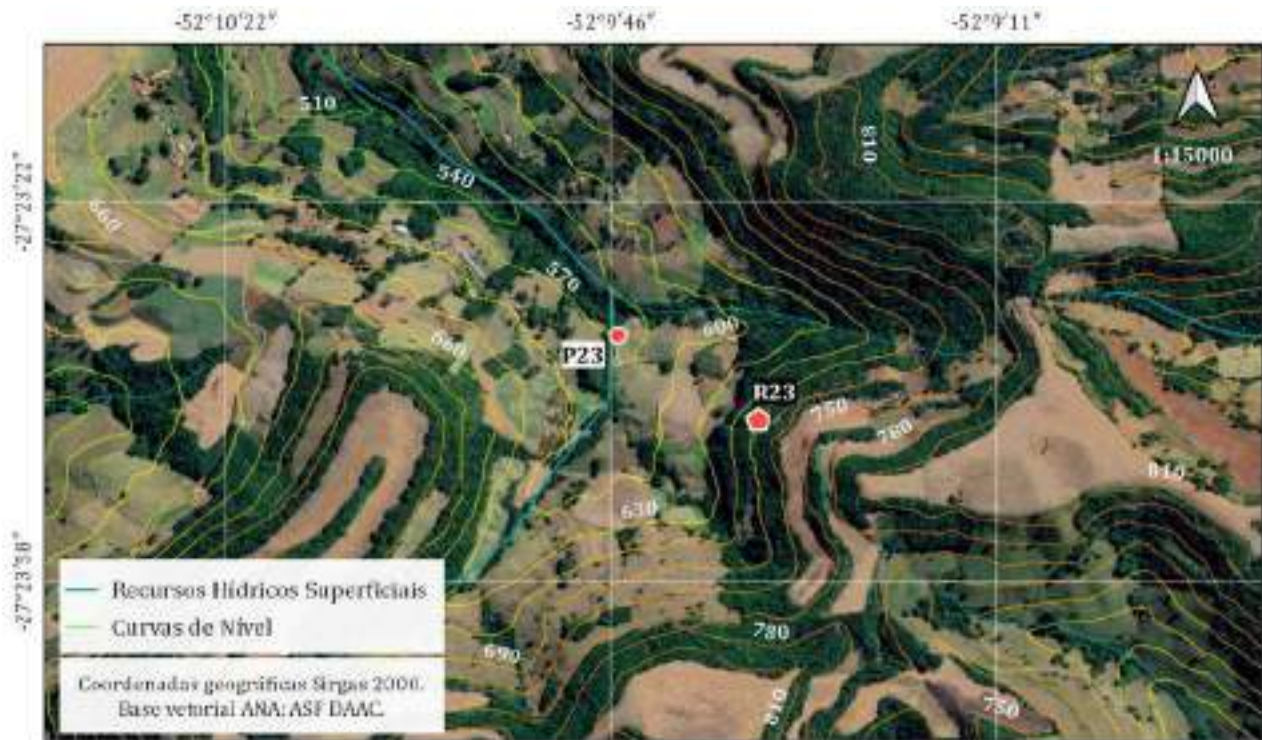 -52°10'22" -52°9'46" -52°9'11"
-27°23'22"
-27°23'58"
1:15000
510
540
810
660
570
600
660
P23
R23
750
780
810
630
780
690
810
750
Recursos Hídricos Superficiais
Curvas de Nível
Coordenadas geográficas Sirgas 2000.
Base vetorial ANA; ASF DAAC.